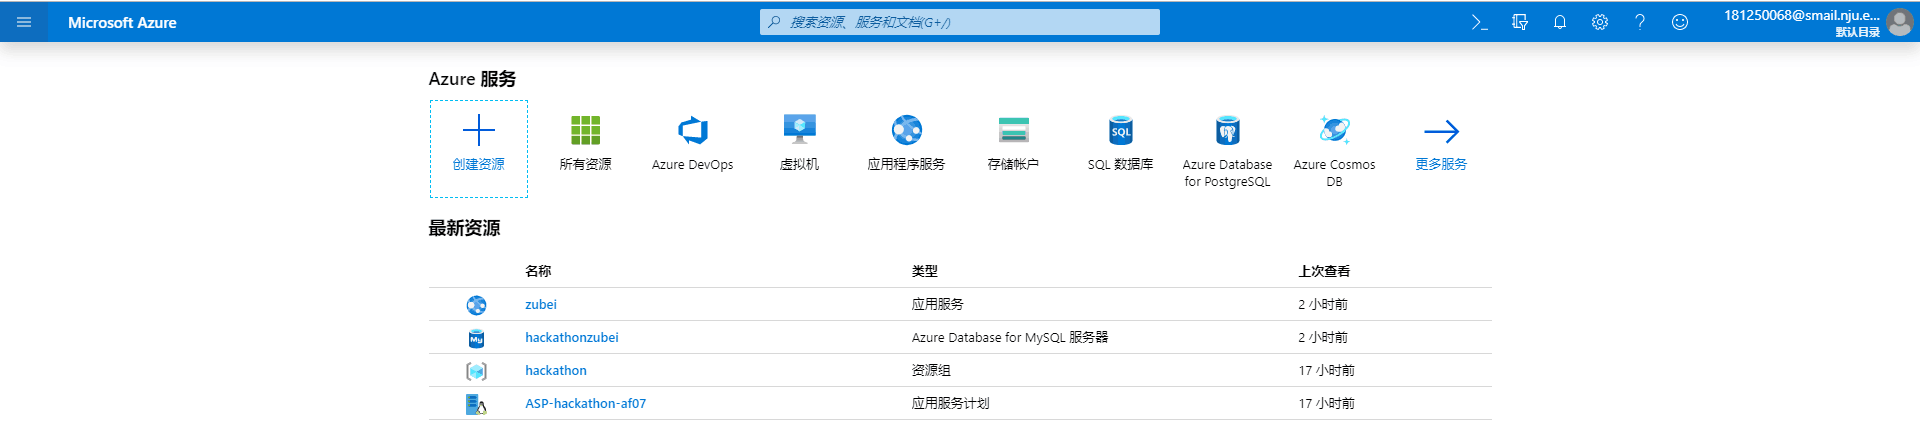 Microsoft Azure
搜索资源、服务和文档(G+/)
181250068@smail.nju.e...
默认目录
Azure 服务
创建资源
所有资源
Azure DevOps
虚拟机
应用程序服务
存储帐户
SQL
SQL 数据库
Azure Database
for PostgreSQL
Azure Cosmos
DB
更多服务
最新资源
名称 类型 上次查看
zubei 应用服务 2 小时前
My hackathonzubei Azure Database for MySQL 服务器 2 小时前
hackathon 资源组 17 小时前
ASP-hackathon-af07 应用服务计划 17 小时前